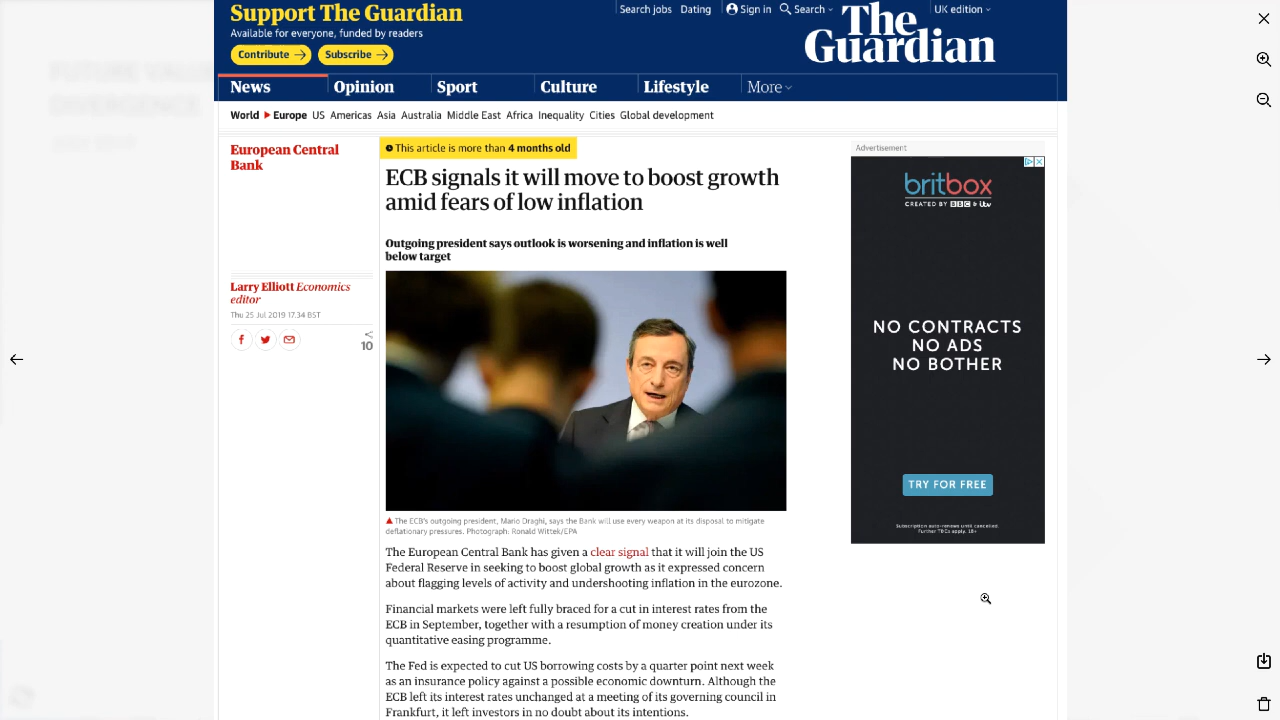 Support The Guardian
Available for everyone, funded by readers
Contribute →
Subscribe →
Search jobs
Dating
Sign in
Search
UK edition
The
Guardian
News
Opinion
Sport
Culture
Lifestyle
More
World
Europe
US
Americas
Asia
Australia
Middle East
Africa
Inequality
Cities
Global development
European Central
Bank
This article is more than 4 months old
ECB signals it will move to boost growth
amid fears of low inflation
Outgoing president says outlook is worsening and inflation is well
below target
Larry Elliott Economics
editor
Thu 25 Jul 2019 17.34 BST
10
The ECB's outgoing president, Mario Draghi, says the Bank will use every weapon at its disposal to mitigate
deflationary pressures. Photograph: Ronald Wittek/EPA
The European Central Bank has given a clear signal that it will join the US
Federal Reserve in seeking to boost global growth as it expressed concern
about flagging levels of activity and undershooting inflation in the eurozone.
Financial markets were left fully braced for a cut in interest rates from the
ECB in September, together with a resumption of money creation under its
quantitative easing programme.
The Fed is expected to cut US borrowing costs by a quarter point next week
as an insurance policy against a possible economic downturn. Although the
ECB left its interest rates unchanged at a meeting of its governing council in
Frankfurt, it left investors in no doubt about its intentions.
Advertisement
britbox
CREATED BY BBC & itv
NO CONTRACTS
NO ADS
NO BOTHER
TRY FOR FREE
Subscription auto-renews until cancelled.
Further T&Cs apply. 18+
FUTURE
DIVERGENCE